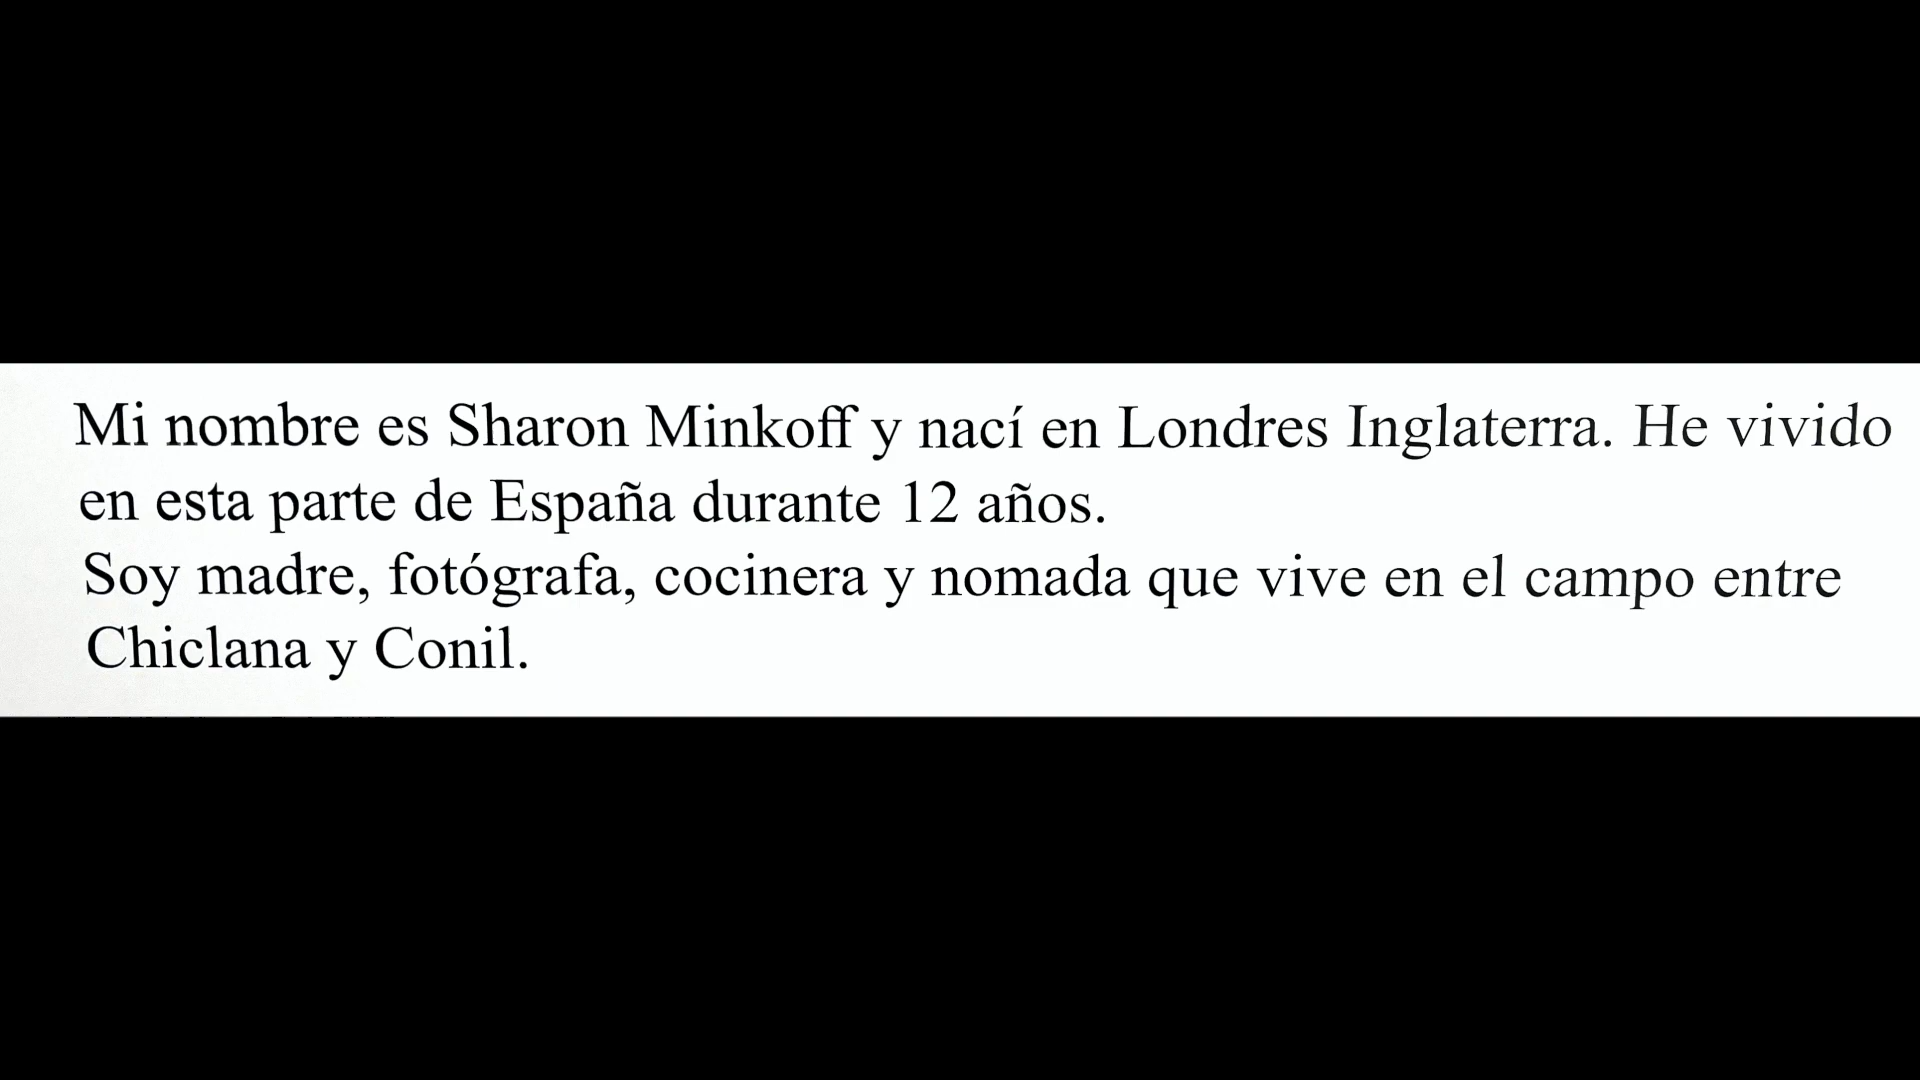 Mi nombre es Sharon Minkoff y nací en Londres Inglaterra. He vivido
en esta parte de España durante 12 años.
Soy madre, fotógrafa, cocinera y nomada que vive en el campo entre
Chiclana y Conil.